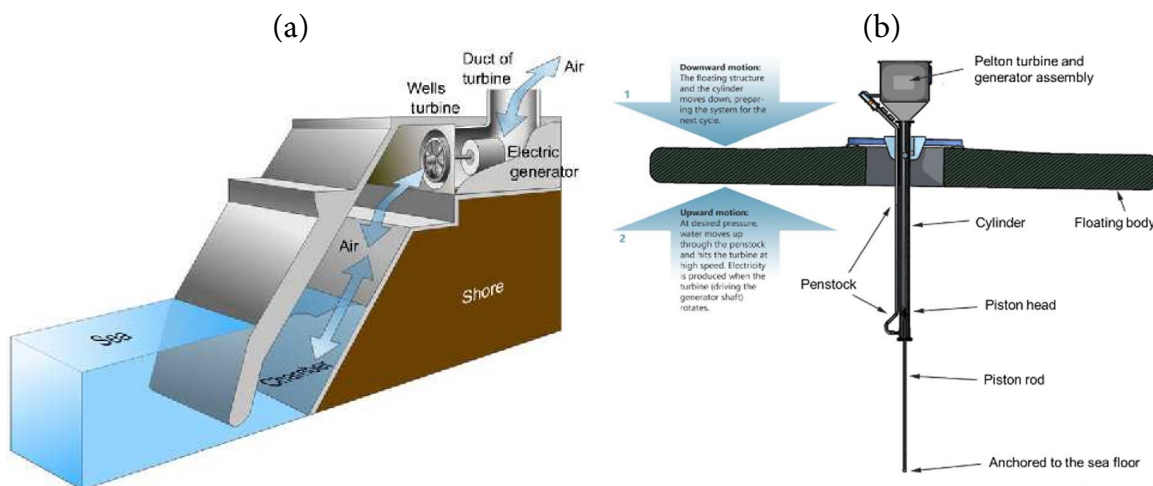 (a)
Duct of
turbine
Air
Wells
turbine
Electric
generator
Air
Sea
Chamber
Shore
(b)
1
Downward motion:
The floating structure
and the cylinder
moves down, prepar-
ing the system for the
next cycle.
2
Upward motion:
At desired pressure,
water moves up
through the penstock
and hits the turbine at
high speed. Electricity
is produced when the
turbine (driving the
generator shaft)
rotates.
Pelton turbine and
generator assembly
Floating body
Cylinder
Penstock
Piston head
Piston rod
Anchored to the sea floor